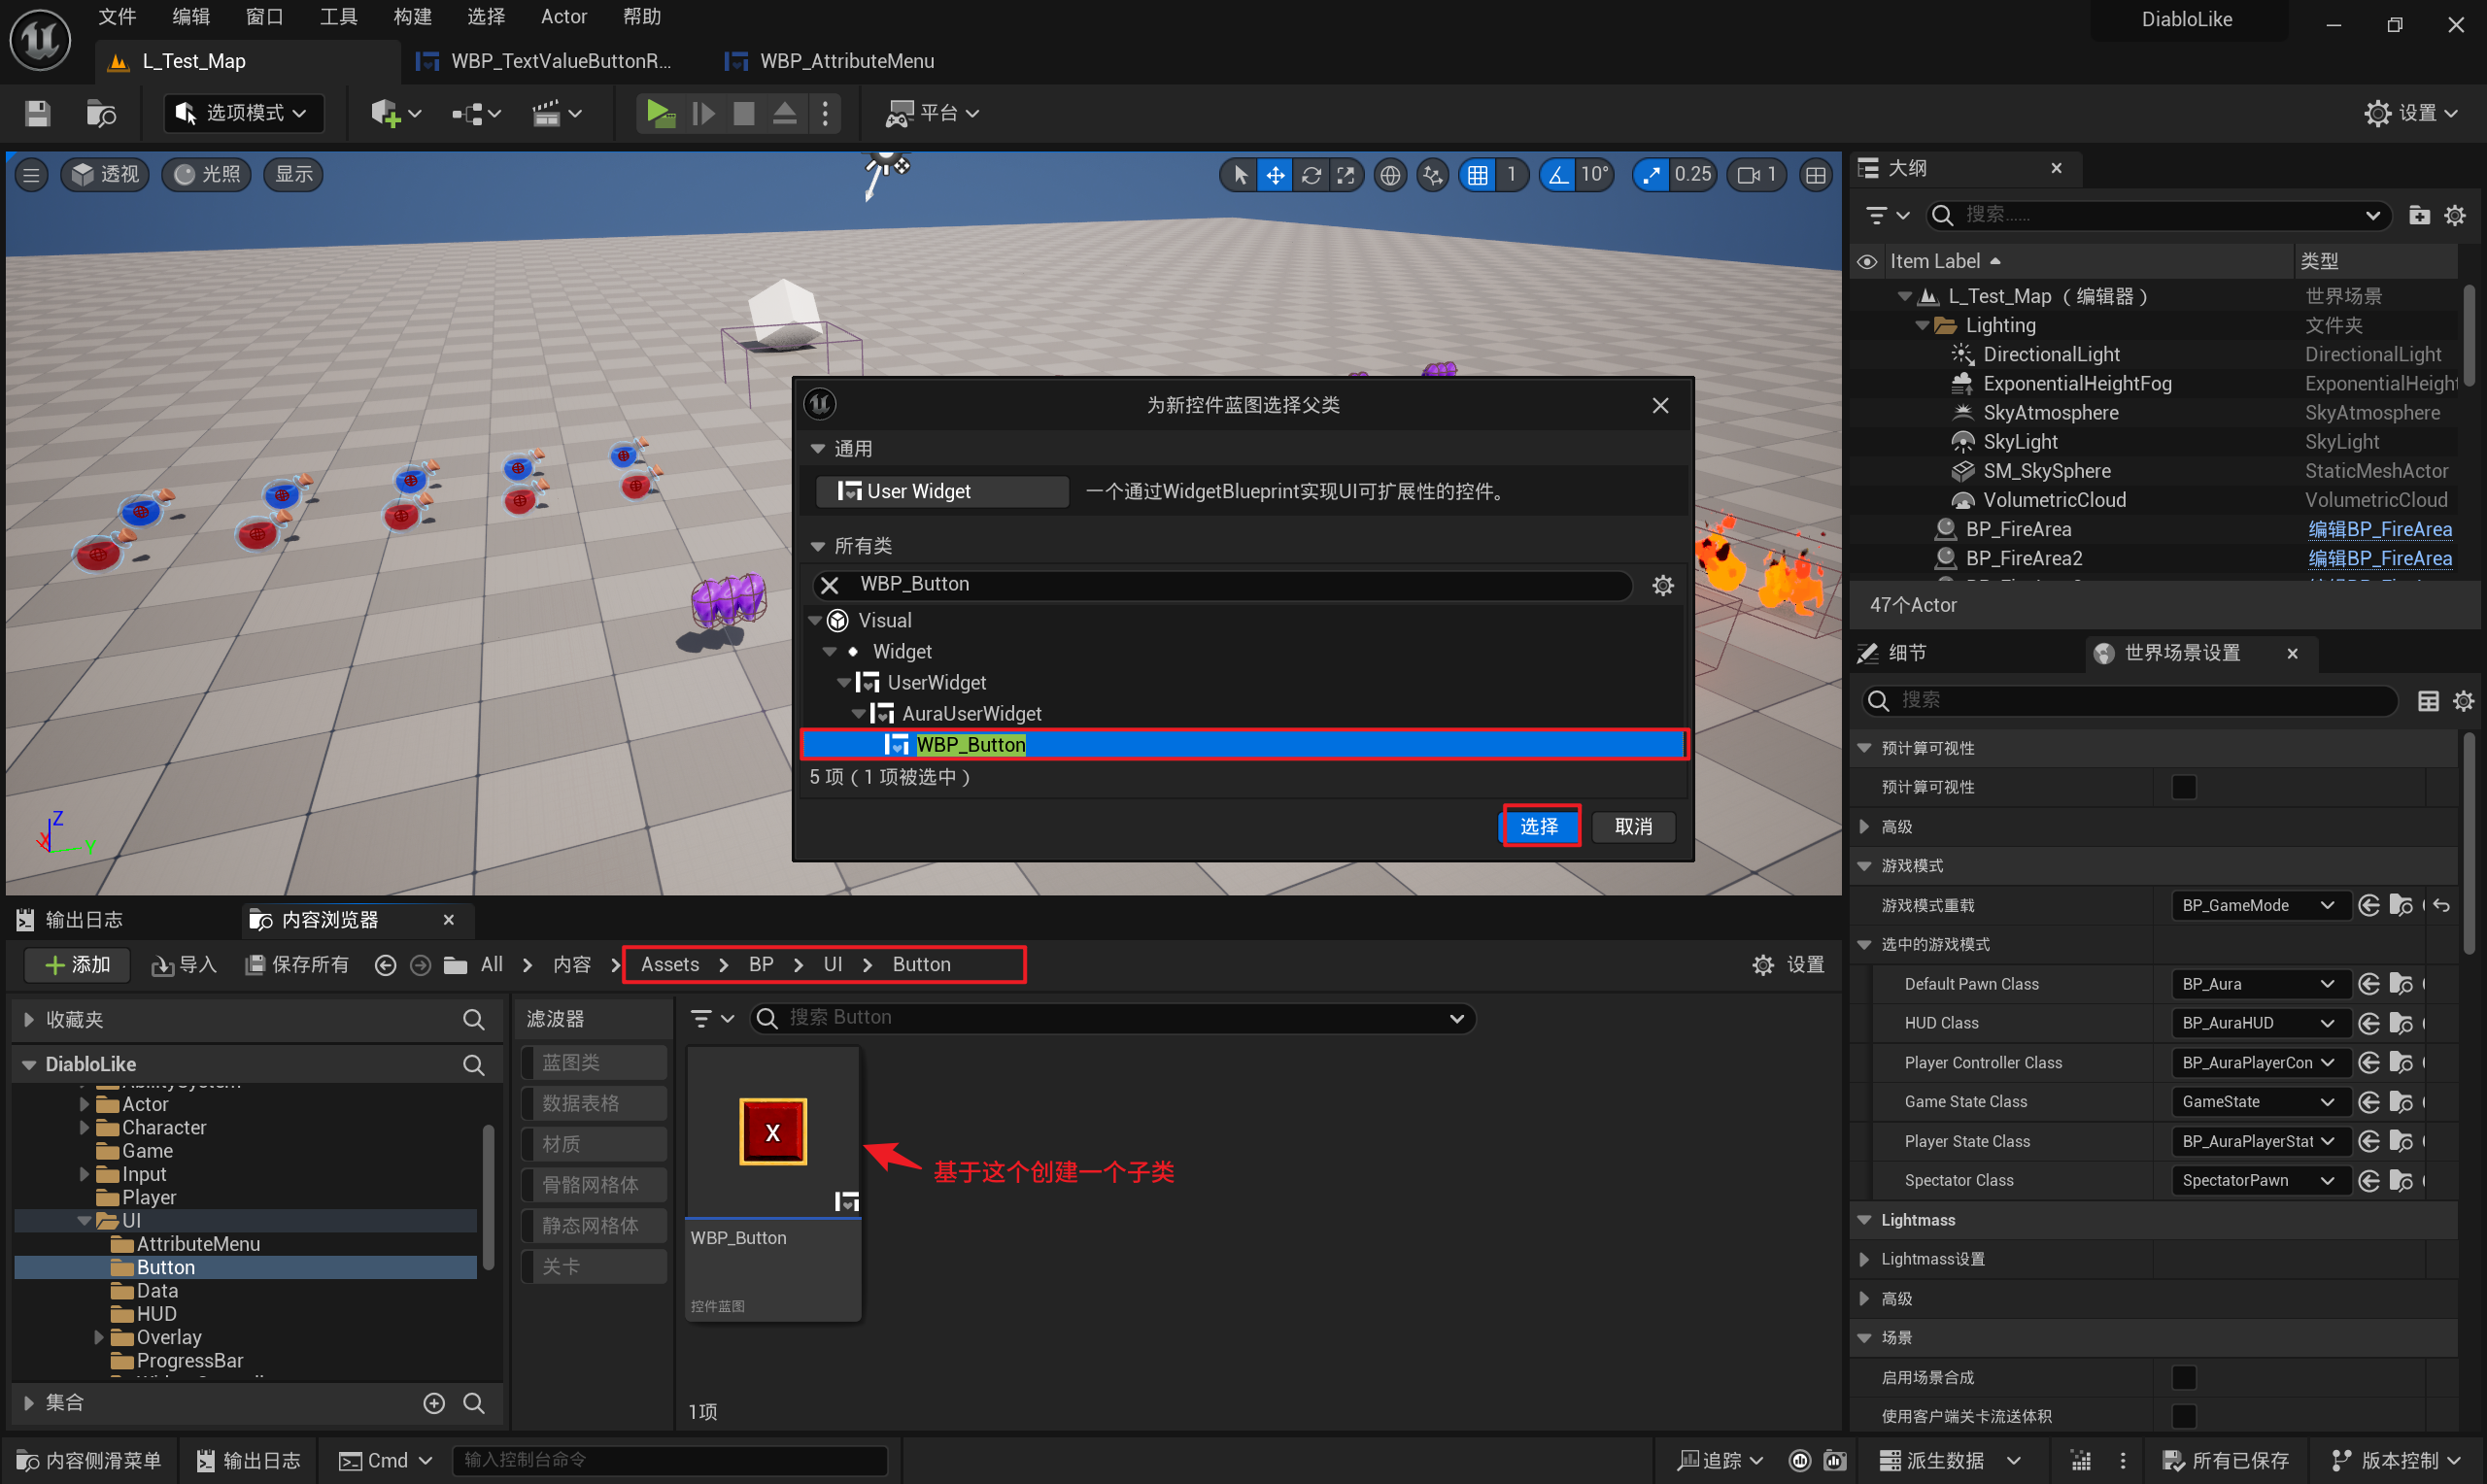 文件 编辑 窗口 工具 构建 选择 Actor 帮助
DiabloLike
L_Test_Map
WBP_TextValueButtonR...
WBP_AttributeMenu
选项模式
平台
设置
透视
光照
显示
1
10°
0.25
1
大纲
搜索......
Item Label
类型
L_Test_Map （编辑器） 世界场景
Lighting 文件夹
DirectionalLight DirectionalLight
ExponentialHeightFog ExponentialHeight
SkyAtmosphere SkyAtmosphere
SkyLight SkyLight
SM_SkySphere StaticMeshActor
VolumetricCloud VolumetricCloud
BP_FireArea 编辑BP_FireArea
BP_FireArea2 编辑BP_FireArea
47个Actor
为新控件蓝图选择父类
通用
User Widget
一个通过WidgetBlueprint实现UI可扩展性的控件。
所有类
WBP_Button
Visual
Widget
UserWidget
AuraUserWidget
WBP_Button
5 项（1 项被选中）
选择
取消
Z
X
Y
细节
世界场景设置
搜索
预计算可视性
预计算可视性
高级
游戏模式
游戏模式重载 BP_GameMode
选中的游戏模式
Default Pawn Class BP_Aura
HUD Class BP_AuraHUD
Player Controller Class BP_AuraPlayerCon
Game State Class GameState
Player State Class BP_AuraPlayerStat
Spectator Class SpectatorPawn
Lightmass
Lightmass设置
高级
场景
启用场景合成
使用客户端关卡流送体积
输出日志
内容浏览器
添加
导入
保存所有
All
内容
Assets
BP
UI
Button
设置
收藏夹
DiabloLike
Actor
Character
Game
Input
Player
UI
AttributeMenu
Button
Data
HUD
Overlay
ProgressBar
集合
滤波器
蓝图类
数据表格
材质
骨骼网格体
静态网格体
关卡
搜索 Button
X
基于这个创建一个子类
WBP_Button
控件蓝图
1项
内容侧滑菜单
输出日志
Cmd
输入控制台命令
追踪
派生数据
所有已保存
版本控制